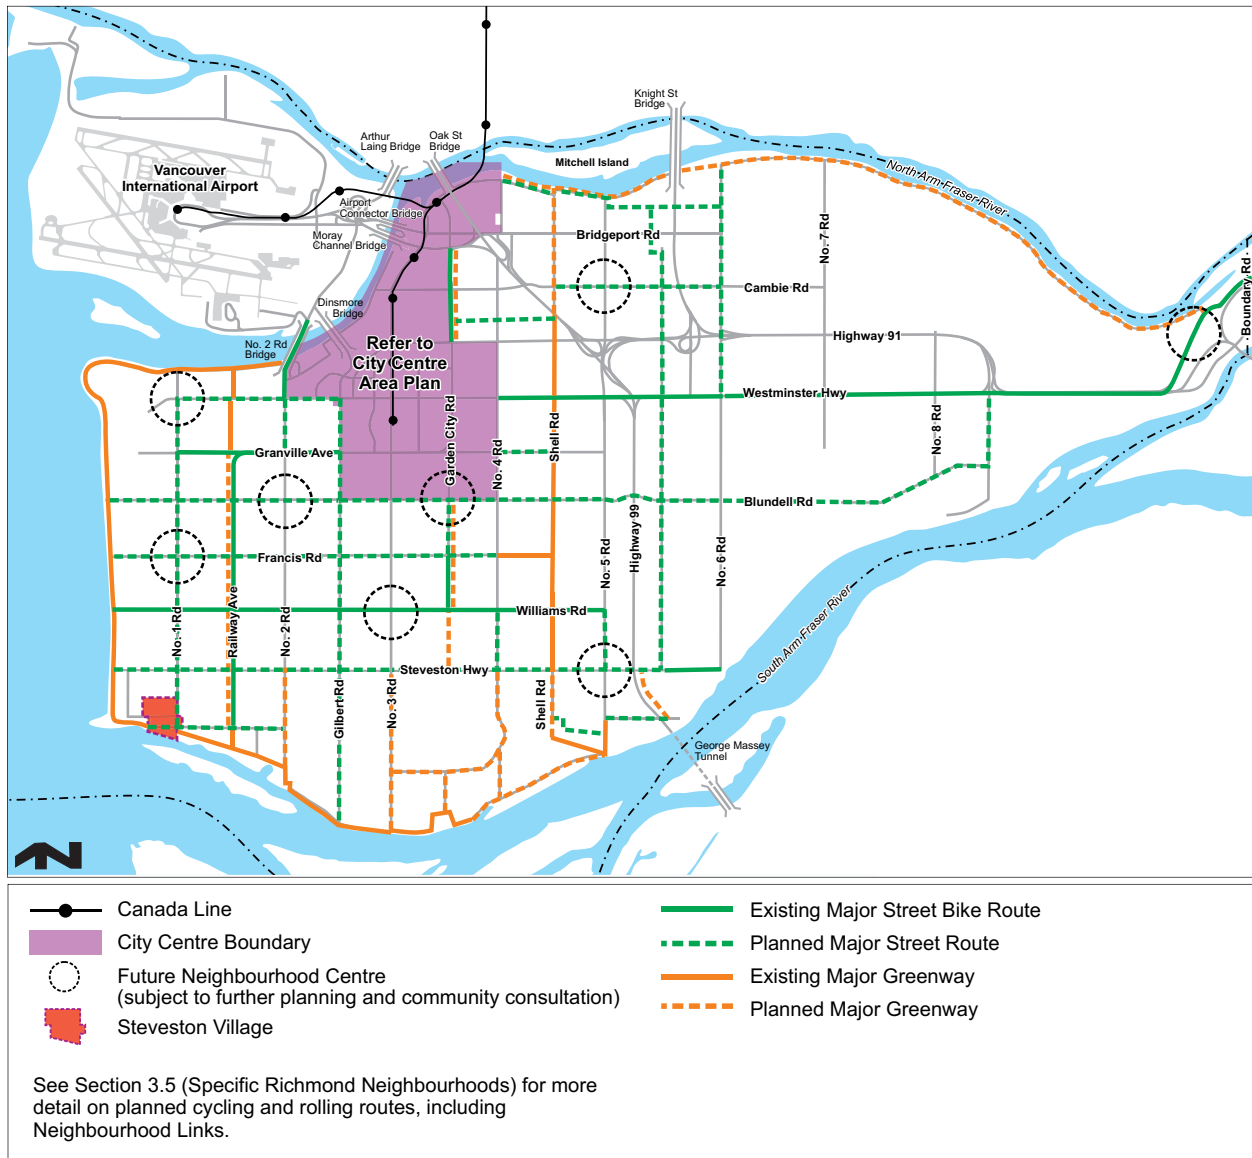 Knight St
Bridge
Arthur
Laing Bridge
Oak St
Bridge
Mitchell Island
Vancouver
International Airport
North Arm Fraser River
Airport
Connector Bridge
Moray
Channel Bridge
Bridgeport Rd
No. 7 Rd
Boundary Rd
Cambie Rd
Dinsmore
Bridge
No. 2 Rd
Bridge
Refer to
City Centre
Area Plan
Highway 91
Westminster Hwy
Garden City Rd
No. 4 Rd
Shell Rd
No. 8 Rd
Granville Ave
Blundell Rd
Francis Rd
No. 5 Rd
Highway 99
No. 6 Rd
No. 1 Rd
Railway Ave
No. 2 Rd
Williams Rd
South Arm Fraser River
Steveston Hwy
Gilbert Rd
No. 3 Rd
Shell Rd
George Massey
Tunnel
N
Canada Line
City Centre Boundary
Future Neighbourhood Centre
(subject to further planning and community consultation)
Steveston Village
Existing Major Street Bike Route
Planned Major Street Route
Existing Major Greenway
Planned Major Greenway
See Section 3.5 (Specific Richmond Neighbourhoods) for more
detail on planned cycling and rolling routes, including
Neighbourhood Links.